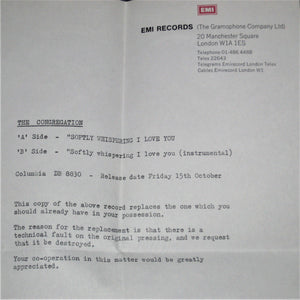 EMI
EMI RECORDS (The Gramophone Company Ltd)
20 Manchester Square
London W1A 1ES
Telephone 01-486 4488
Telex 22643
Telegrams Emirecord London Telex
Cables Emirecord London W1
THE CONGREGATION
'A' Side - "SOFTLY WHISPERING I LOVE YOU
'B' Side - "Softly whispering I love you (instrumental)
Columbia DB 8830 - Release date Friday 15th October
This copy of the above record replaces the one which you
should already have in your possession.
The reason for the replacement is that there is a
technical fault on the original pressing, and we request
that it be destroyed.
Your co-operation in this matter would be greatly
appreciated.